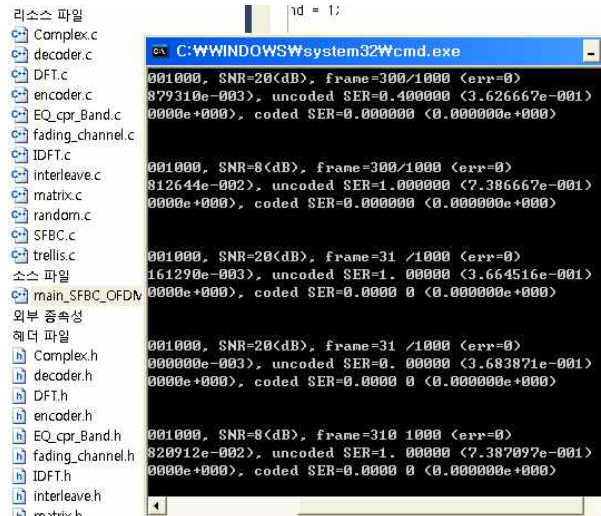 리소스 파일
Complex.c
decoder.c
DFT.c
encoder.c
EQ_cpr_Band.c
fading_channel.c
IDFT.c
interleave.c
matrix.c
random.c
SFBC.c
trellis.c
소스 파일
main_SFBC_OFDM
외부 종속성
헤더 파일
Complex.h
decoder.h
DFT.h
encoder.h
EQ_cpr_Band.h
fading_channel.h
IDFT.h
interleave.h
matrix.h
nd = 1;
C:₩WINDOWS₩system32₩cmd.exe
001000, SNR=20(dB), frame=300/1000 (err=0)
879310e-003), uncoded SER=0.400000 (3.626667e-001)
0000e+000), coded SER=0.000000 (0.000000e+000)
001000, SNR=8(dB), frame=300/1000 (err=0)
812644e-002), uncoded SER=1.000000 (7.386667e-001)
0000e+000), coded SER=0.000000 (0.000000e+000)
001000, SNR=20(dB), frame=31 /1000 (err=0)
161290e-003), uncoded SER=1. 00000 (3.664516e-001)
0000e+000), coded SER=0.0000 0 (0.000000e+000)
001000, SNR=20(dB), frame=31 /1000 (err=0)
000000e-003), uncoded SER=0. 00000 (3.683871e-001)
0000e+000), coded SER=0.0000 0 (0.000000e+000)
001000, SNR=8(dB), frame=310 1000 (err=0)
820912e-002), uncoded SER=1. 00000 (7.387097e-001)
0000e+000), coded SER=0.0000 0 (0.000000e+000)